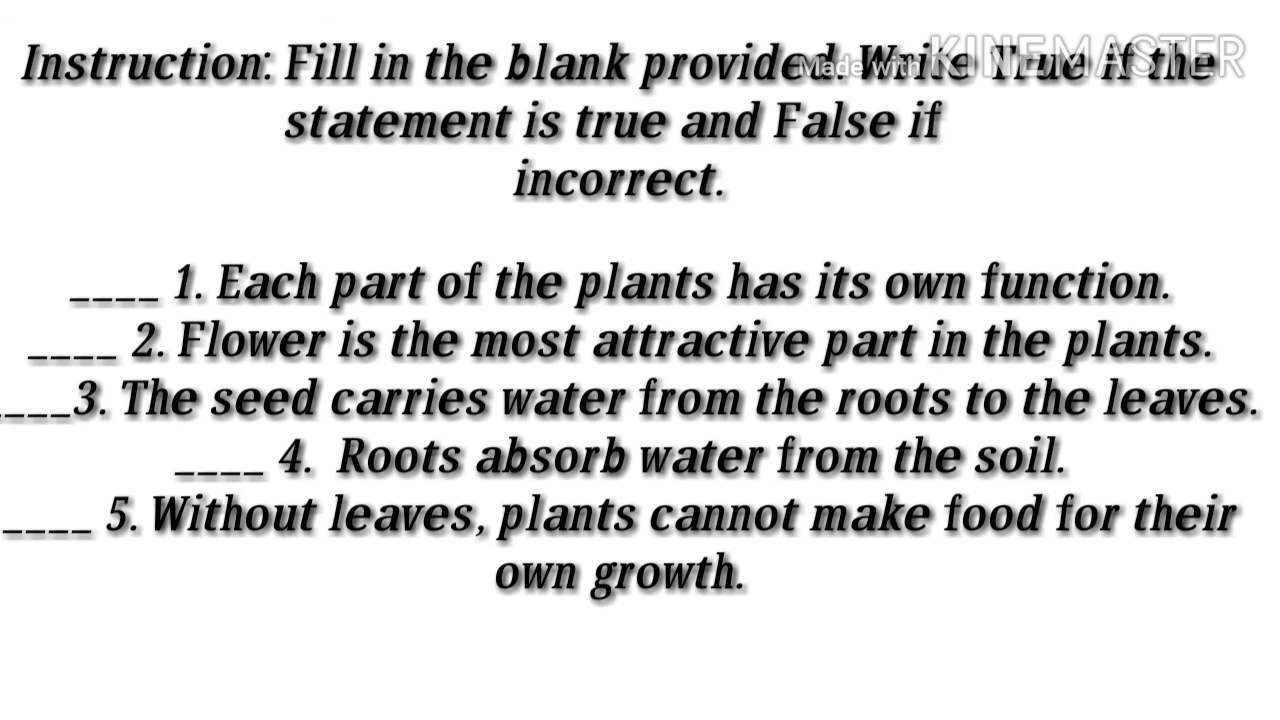 Instruction: Fill in the blank provided. Write True if the
Made with KINEMASTER
statement is true and False if
incorrect.
____ 1. Each part of the plants has its own function.
____ 2. Flower is the most attractive part in the plants.
____3. The seed carries water from the roots to the leaves.
____ 4. Roots absorb water from the soil.
____ 5. Without leaves, plants cannot make food for their
own growth.